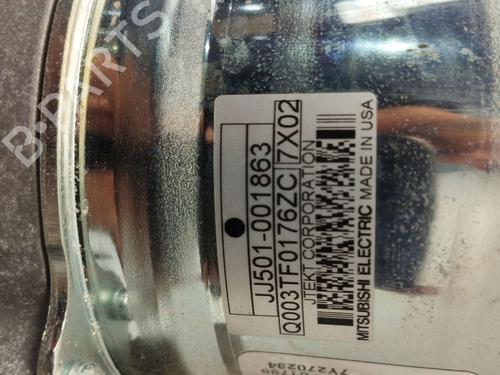 JJ501-001863
Q003TF0176ZC 7X02
JTEKT CORPORATION
MITSUBISHI ELECTRIC MADE IN USA
7Y270234
B-PARTS